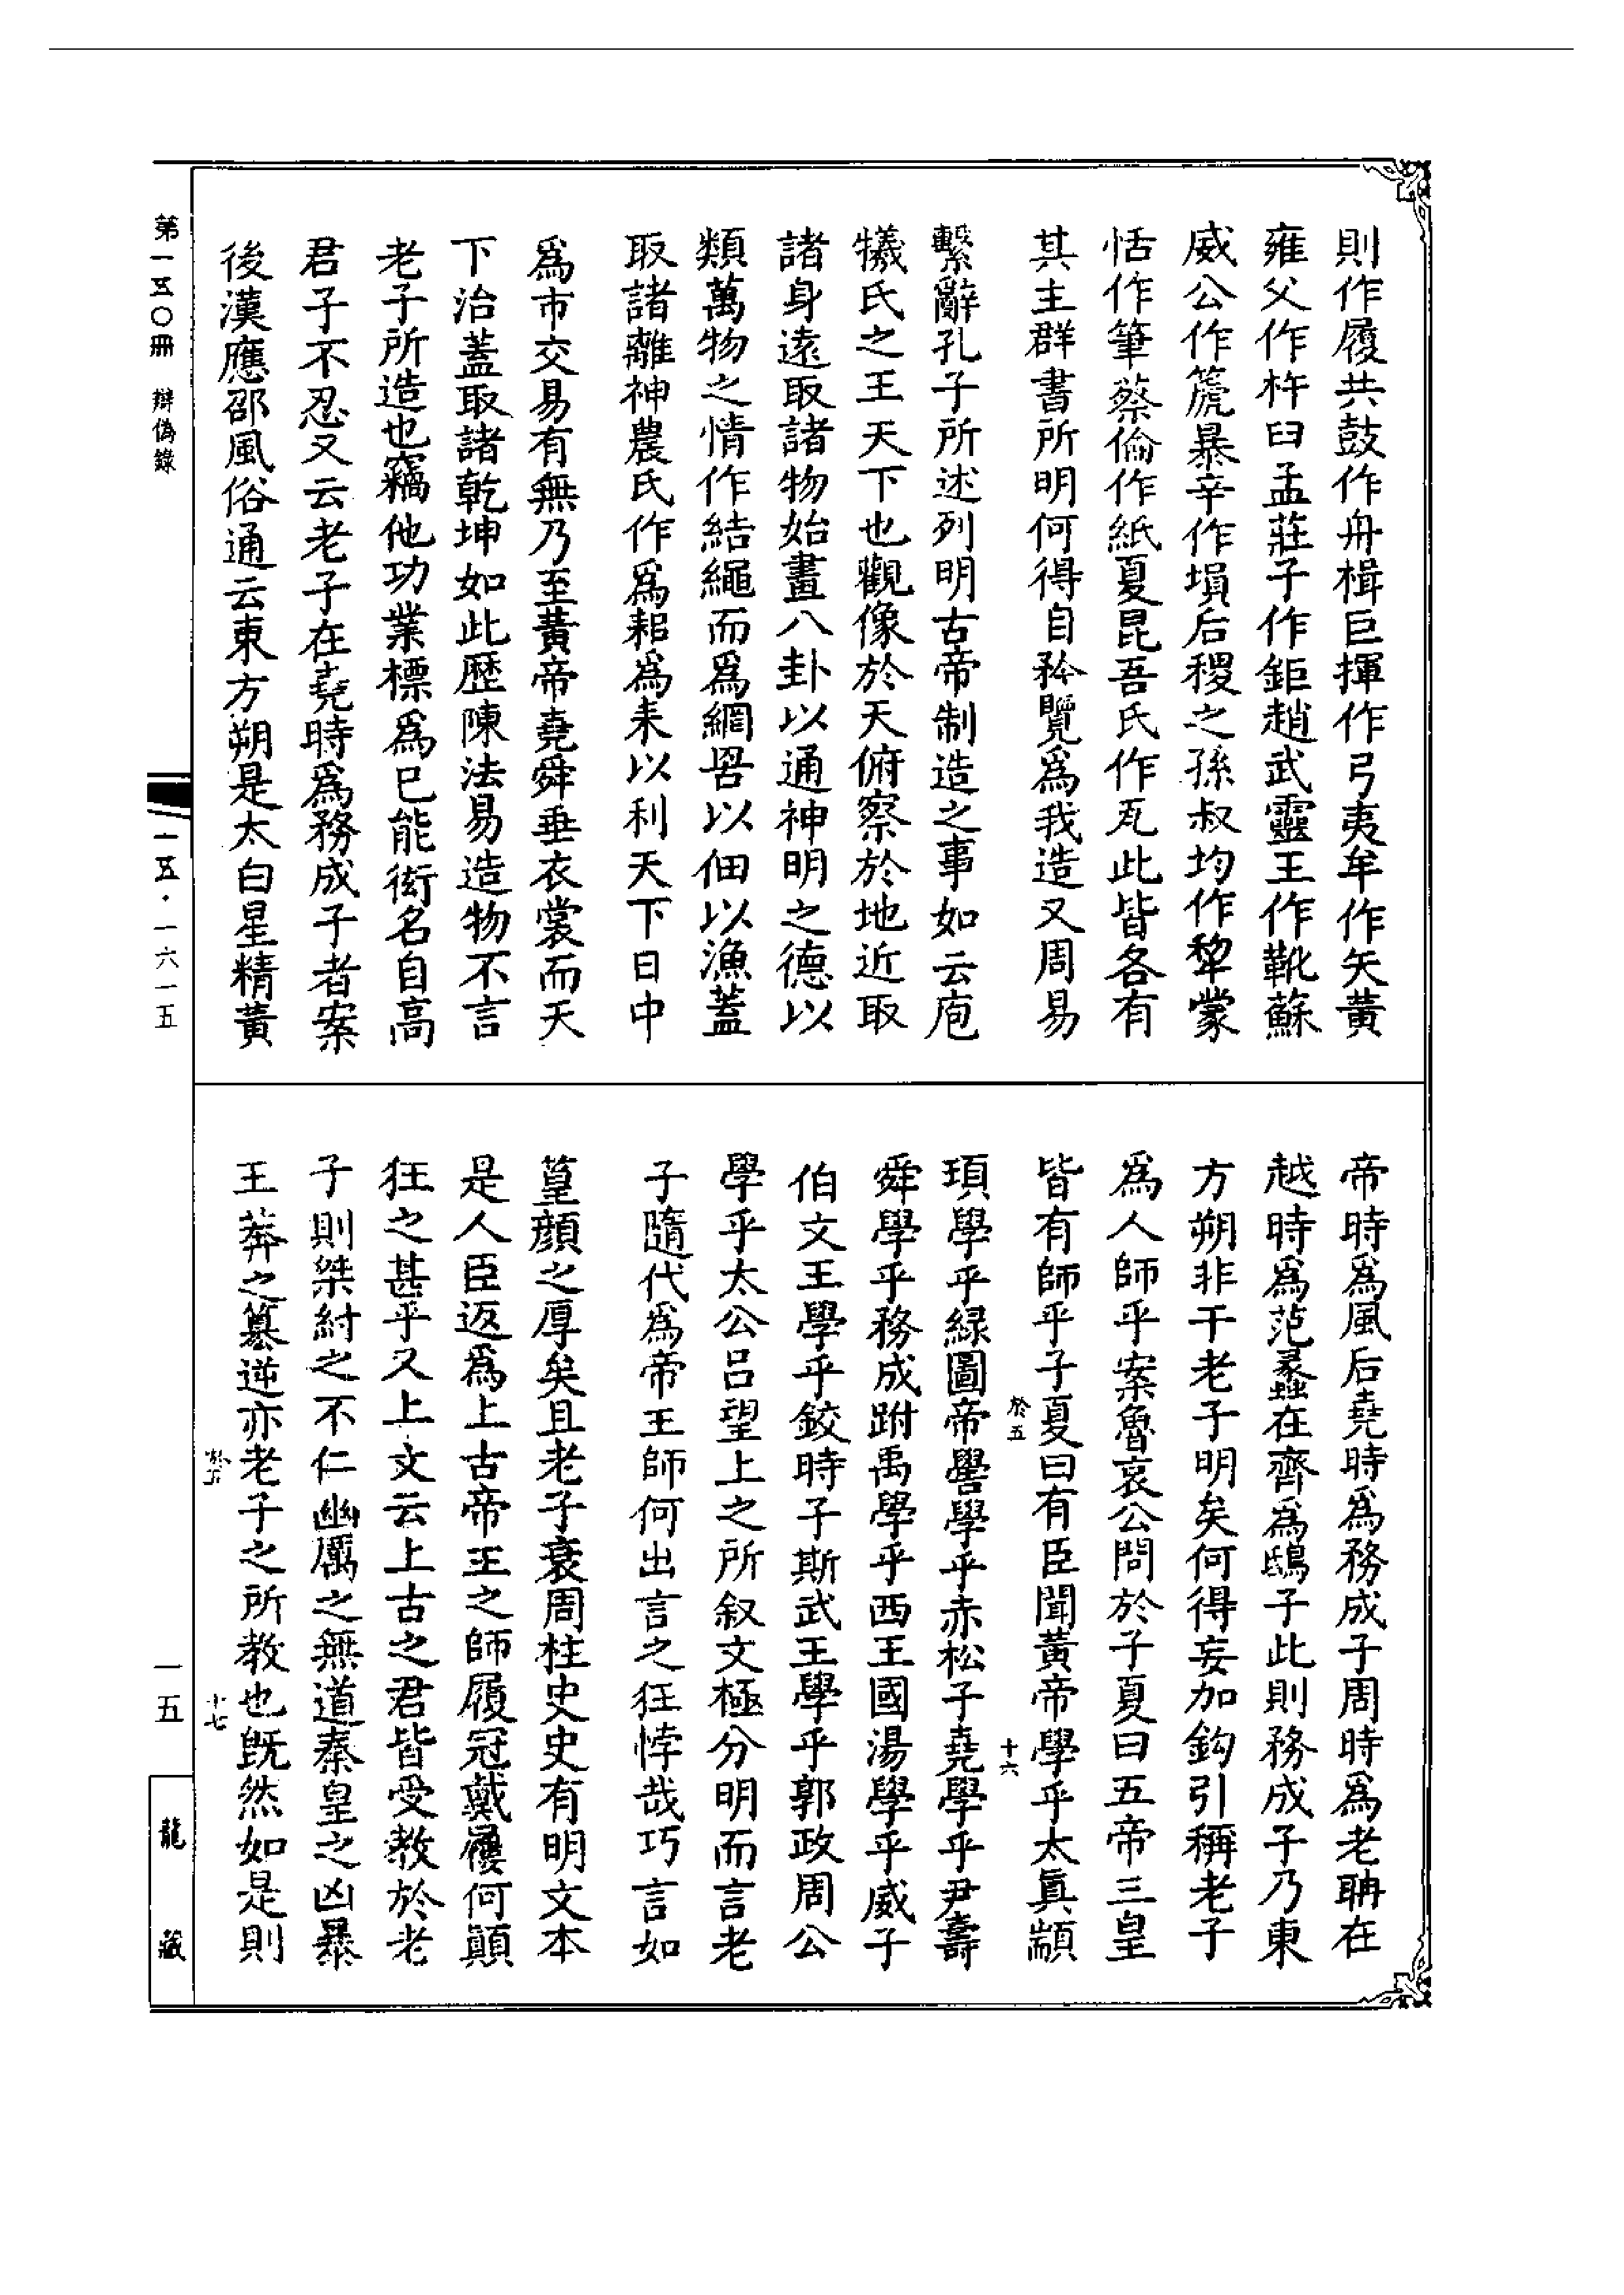 則作履共鼓作舟楫巨揮作弓夷牟作矢黃
雍父作杵臼孟莊子作鉅趙武靈王作靴蘇
威公作篪暴辛作塤后稷之孫叔均作犂蒙
恬作筆蔡倫作紙夏昆吾氏作瓦此皆各有
其主群書所明何得自矜覽爲我造又周易
繫辭孔子所述列明古帝制造之事如云庖
犧氏之王天下也觀像於天俯察於地近取
諸身遠取諸物始畫八卦以通神明之德以
類萬物之情作結繩而爲網罟以佃以漁蓋
取諸離神農氏作爲耜爲耒以利天下日中
爲市交易有無乃至黃帝堯舜垂衣裳而天
下治蓋取諸乾坤如此歷陳法易造物不言
老子所造也竊他功業標爲已能衒名自高
君子不忍又云老子在堯時爲務成子者案
後漢應邵風俗通云東方朔是太白星精黃
帝時爲風后堯時爲務成子周時爲老聃在
越時爲范蠡在齊爲鴟子此則務成子乃東
方朔非干老子明矣何得妄加鈎引稱老子
爲人師乎案魯哀公問於子夏曰五帝三皇
皆有師乎子夏曰有臣聞黃帝學乎太眞顓
於五
十六
頊學乎綠圖帝嚳學乎赤松子堯學乎尹壽
舜學乎務成跗禹學乎西王國湯學乎威子
伯文王學乎鉸時子斯武王學乎郭政周公
學乎太公呂望上之所叙文極分明而言老
子隨代爲帝王師何出言之狂悖哉巧言如
簧顔之厚矣且老子衰周柱史史有明文本
是人臣返爲上古帝王之師履冠戴屨何顛
狂之甚乎又上文云上古之君皆受教於老
子則桀紂之不仁幽厲之無道秦皇之凶暴
王莽之篡逆亦老子之所教也旣然如是則
於五
十七
第一五〇冊 辯偽錄
一五·一六一五
一五
龍藏